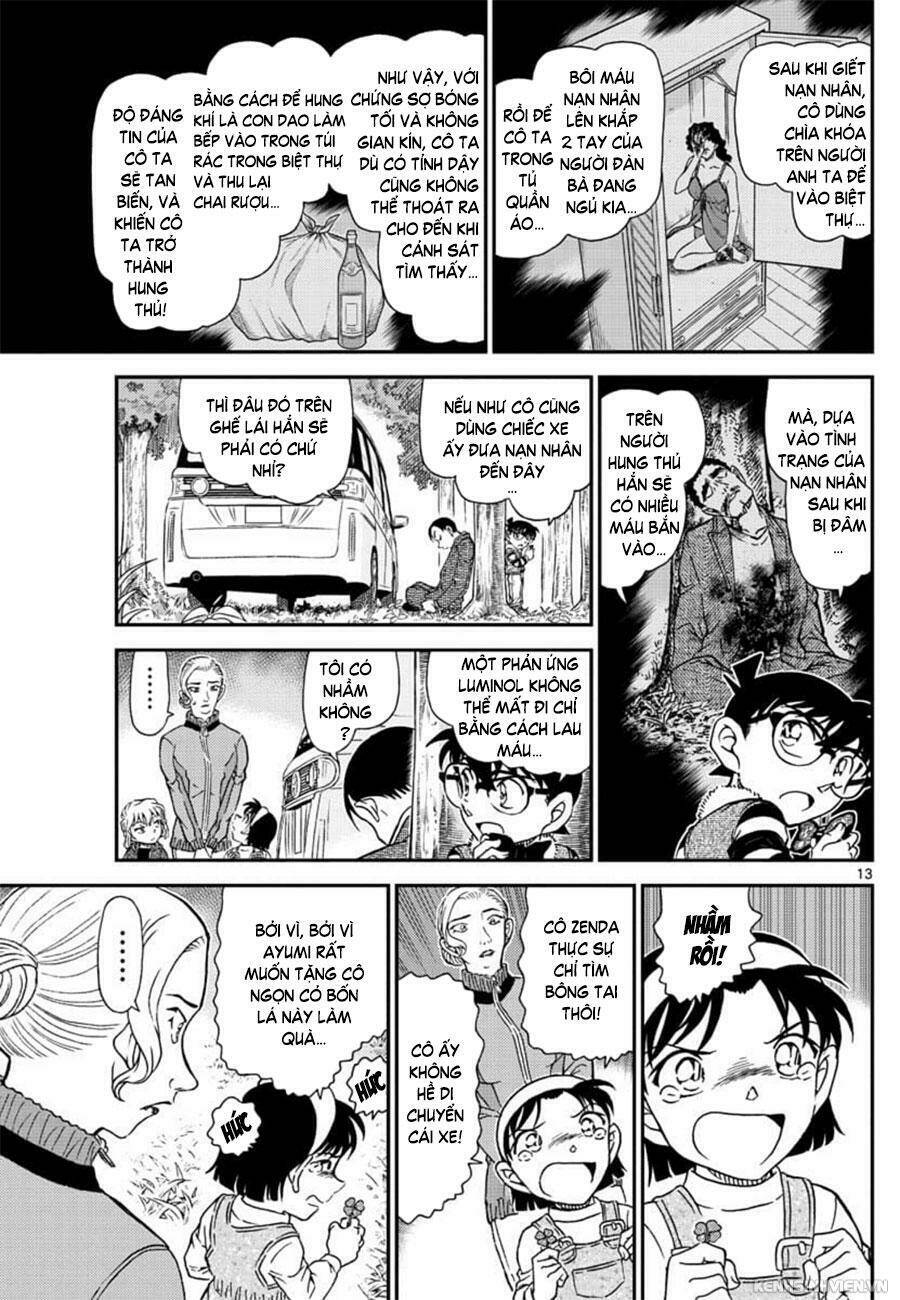 SAU KHI GIẾT
NẠN NHÂN,
CÔ DÙNG
CHÌA KHÓA
TRÊN NGƯỜI
ANH TA ĐỂ
VÀO BIỆT
THỰ...
BÔI MÁU
NẠN NHÂN
LÊN KHẮP
2 TAY CỦA
NGƯỜI ĐÀN
BÀ ĐANG
NGỦ KIA...
RỒI ĐỂ
CÔ TA
TRONG
TỦ
QUẦN
ÁO...
NHƯ VẬY, VỚI
CHỨNG SỢ BÓNG
TỐI VÀ KHÔNG
GIAN KÍN, CÔ TA
DÙ CÓ TỈNH DẬY
CŨNG KHÔNG
THỂ THOÁT RA
CHO ĐẾN KHI
CẢNH SÁT
TÌM THẤY...
BẰNG CÁCH ĐỂ HUNG
KHÍ LÀ CON DAO LÀM
BẾP VÀO TRONG TÚI
RÁC TRONG BIỆT THỰ
VÀ THU LẠI
CHAI RƯỢU...
ĐỘ ĐÁNG
TIN CỦA
CÔ TA
SẼ TAN
BIẾN, VÀ
KHIẾN CÔ
TA TRỞ
THÀNH
HUNG
THỦ!
MÀ, DỰA
VÀO TÌNH
TRẠNG CỦA
NẠN NHÂN
SAU KHI
BỊ ĐÂM
...
TRÊN
NGƯỜI
HUNG THỦ
HẲN SẼ
CÓ NHIỀU
MÁU BẮN
VÀO...
NẾU NHƯ CÔ CŨNG
DÙNG CHIẾC XE
ẤY ĐƯA NẠN NHÂN
ĐẾN ĐÂY
...
THÌ ĐÂU ĐÓ TRÊN
GHẾ LÁI HẲN SẼ
PHẢI CÓ CHỨ
NHỈ?
MỘT PHẢN ỨNG
LUMINOL KHÔNG
THỂ MẤT ĐI CHỈ
BẰNG CÁCH LAU
MÁU...
TÔI CÓ
NHẦM
KHÔNG
?
......
13
NHẦM
RỒI!
CÔ ZENDA
THỰC SỰ
CHỈ TÌM
BÔNG TAI
THÔI!
CÔ ẤY
KHÔNG
HỀ DI
CHUYỂN
CÁI XE!
BỞI VÌ, BỞI VÌ
AYUMI RẤT
MUỐN TẶNG CÔ
NGỌN CỎ BỐN
LÁ NÀY LÀM
QUÀ...
HỨC
HỨC
HỨC
......
KENHSINHVIEN.VN